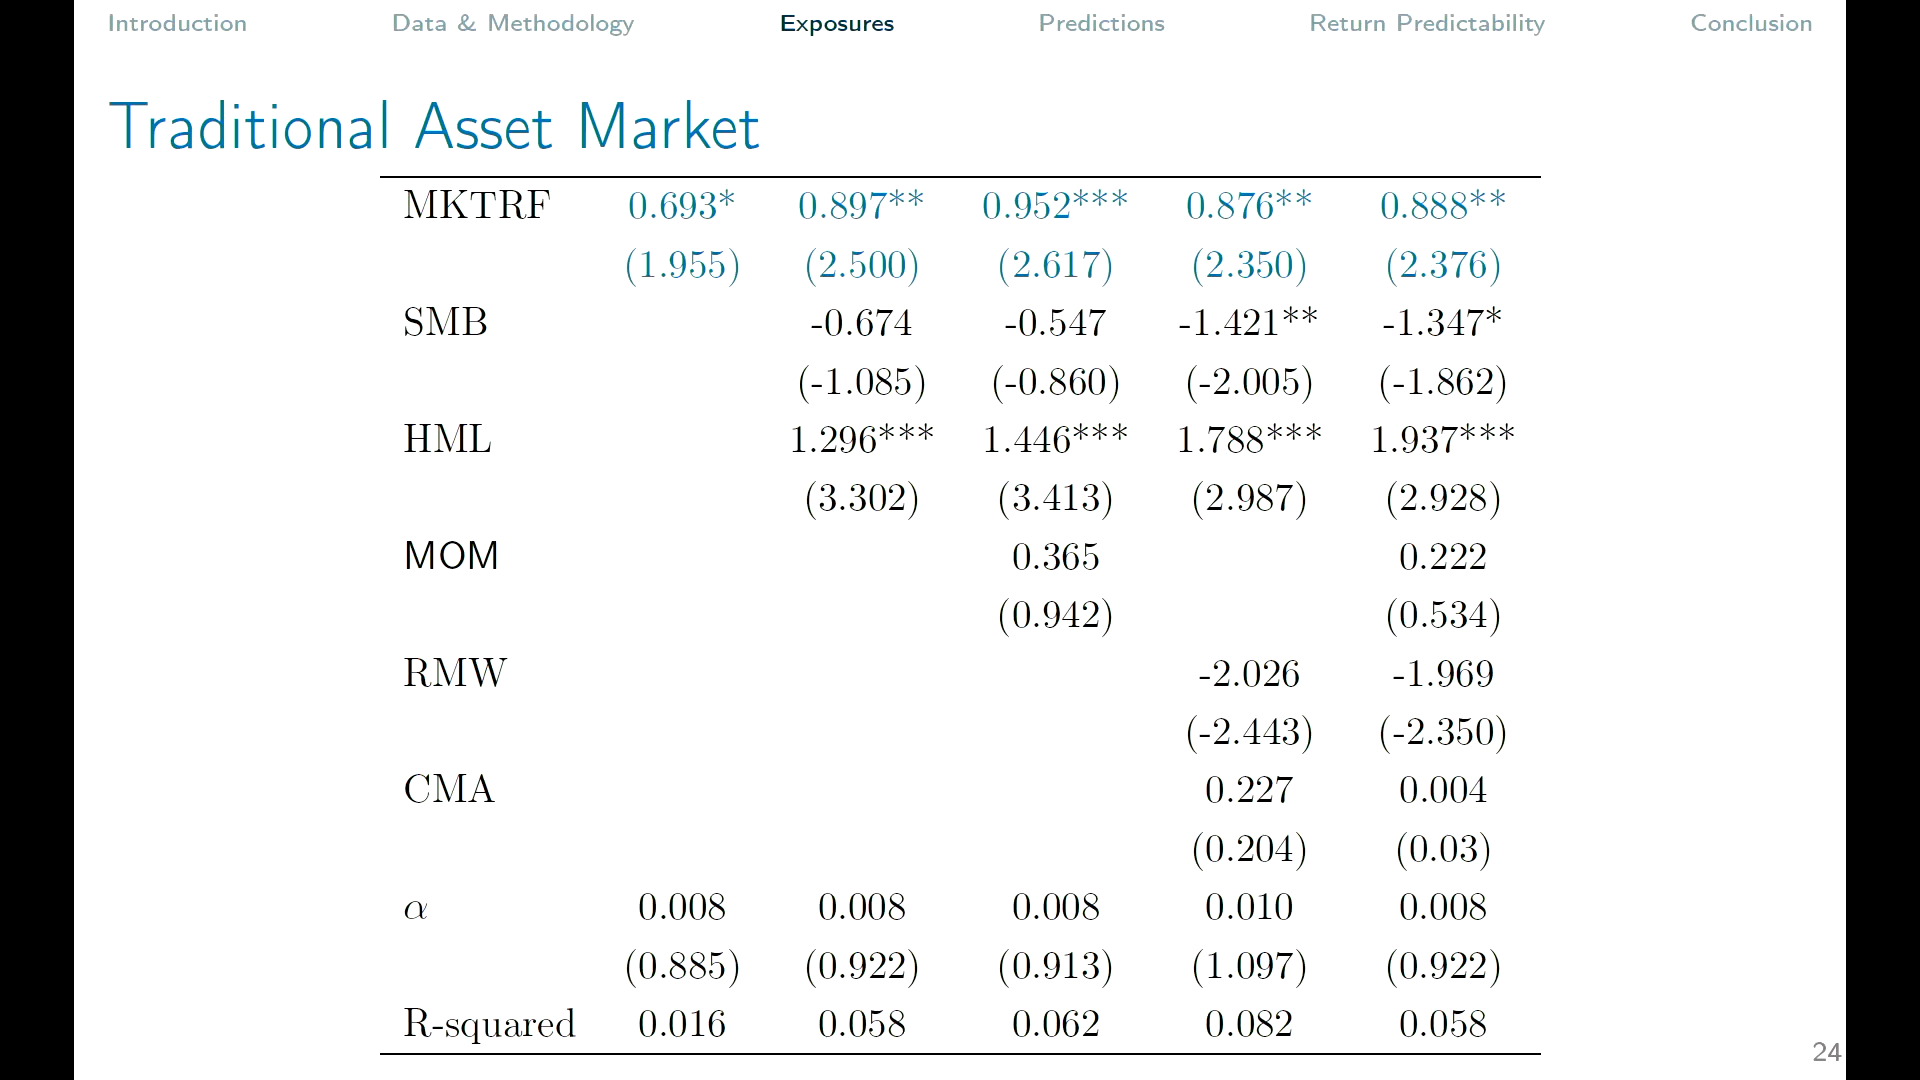 Introduction Data & Methodology Exposures Predictions Return Predictability Conclusion
Traditional Asset Market
MKTRF 0.693* 0.897** 0.952*** 0.876** 0.888**
(1.955) (2.500) (2.617) (2.350) (2.376)
SMB -0.674 -0.547 -1.421** -1.347*
(-1.085) (-0.860) (-2.005) (-1.862)
HML 1.296*** 1.446*** 1.788*** 1.937***
(3.302) (3.413) (2.987) (2.928)
MOM 0.365 0.222
(0.942) (0.534)
RMW -2.026 -1.969
(-2.443) (-2.350)
CMA 0.227 0.004
(0.204) (0.03)
α 0.008 0.008 0.008 0.010 0.008
(0.885) (0.922) (0.913) (1.097) (0.922)
R-squared 0.016 0.058 0.062 0.082 0.058
24